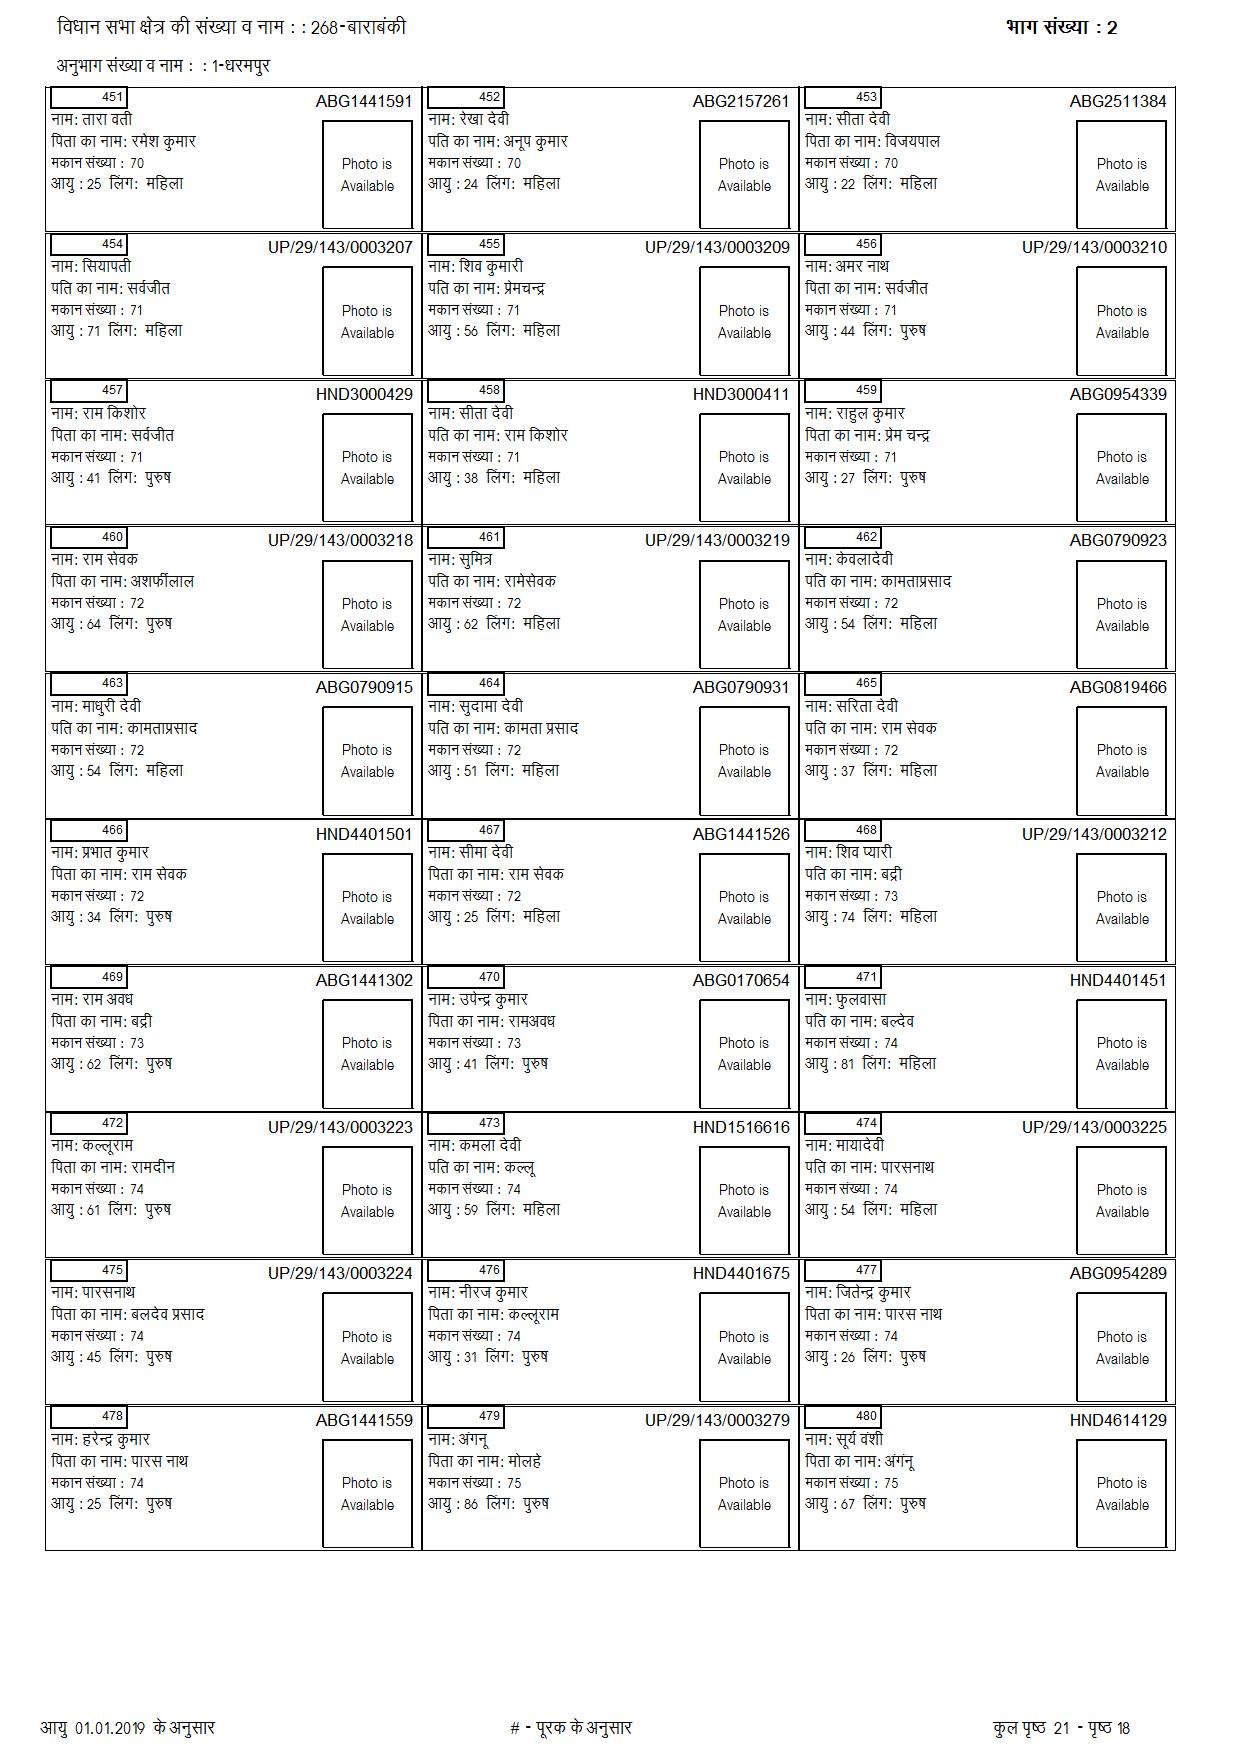 विधान सभा क्षेत्र की संख्या व नाम : : 268-बाराबंकी
भाग संख्या : 2
अनुभाग संख्या व नाम : : 1-धरमपुर
451 ABG1441591
नाम: तारा वती
पिता का नाम: रमेश कुमार
मकान संख्या : 70
आयु : 25 लिंग: महिला
Photo is
Available
452 ABG2157261
नाम: रेखा देवी
पति का नाम: अनूप कुमार
मकान संख्या : 70
आयु : 24 लिंग: महिला
Photo is
Available
453 ABG2511384
नाम: सीता देवी
पिता का नाम: विजयपाल
मकान संख्या : 70
आयु : 22 लिंग: महिला
Photo is
Available
454 UP/29/143/0003207
नाम: सियापती
पति का नाम: सर्वजीत
मकान संख्या : 71
आयु : 71 लिंग: महिला
Photo is
Available
455 UP/29/143/0003209
नाम: शिव कुमारी
पति का नाम: प्रेमचन्द्र
मकान संख्या : 71
आयु : 56 लिंग: महिला
Photo is
Available
456 UP/29/143/0003210
नाम: अमर नाथ
पिता का नाम: सर्वजीत
मकान संख्या : 71
आयु : 44 लिंग: पुरुष
Photo is
Available
457 HND3000429
नाम: राम किशोर
पिता का नाम: सर्वजीत
मकान संख्या : 71
आयु : 41 लिंग: पुरुष
Photo is
Available
458 HND3000411
नाम: सीता देवी
पति का नाम: राम किशोर
मकान संख्या : 71
आयु : 38 लिंग: महिला
Photo is
Available
459 ABG0954339
नाम: राहुल कुमार
पिता का नाम: प्रेम चन्द्र
मकान संख्या : 71
आयु : 27 लिंग: पुरुष
Photo is
Available
460 UP/29/143/0003218
नाम: राम सेवक
पिता का नाम: अशर्फीलाल
मकान संख्या : 72
आयु : 64 लिंग: पुरुष
Photo is
Available
461 UP/29/143/0003219
नाम: सुमित्र
पति का नाम: रामेसेवक
मकान संख्या : 72
आयु : 62 लिंग: महिला
Photo is
Available
462 ABG0790923
नाम: केवलादेवी
पति का नाम: कामताप्रसाद
मकान संख्या : 72
आयु : 54 लिंग: महिला
Photo is
Available
463 ABG0790915
नाम: माधुरी देवी
पति का नाम: कामताप्रसाद
मकान संख्या : 72
आयु : 54 लिंग: महिला
Photo is
Available
464 ABG0790931
नाम: सुदामा देवी
पति का नाम: कामता प्रसाद
मकान संख्या : 72
आयु : 51 लिंग: महिला
Photo is
Available
465 ABG0819466
नाम: सरिता देवी
पति का नाम: राम सेवक
मकान संख्या : 72
आयु : 37 लिंग: महिला
Photo is
Available
466 HND4401501
नाम: प्रभात कुमार
पिता का नाम: राम सेवक
मकान संख्या : 72
आयु : 34 लिंग: पुरुष
Photo is
Available
467 ABG1441526
नाम: सीमा देवी
पिता का नाम: राम सेवक
मकान संख्या : 72
आयु : 25 लिंग: महिला
Photo is
Available
468 UP/29/143/0003212
नाम: शिव प्यारी
पति का नाम: बद्री
मकान संख्या : 73
आयु : 74 लिंग: महिला
Photo is
Available
469 ABG1441302
नाम: राम अवध
पिता का नाम: बद्री
मकान संख्या : 73
आयु : 62 लिंग: पुरुष
Photo is
Available
470 ABG0170654
नाम: उपेन्द्र कुमार
पिता का नाम: रामअवध
मकान संख्या : 73
आयु : 41 लिंग: पुरुष
Photo is
Available
471 HND4401451
नाम: फुलवासा
पति का नाम: बल्देव
मकान संख्या : 74
आयु : 81 लिंग: महिला
Photo is
Available
472 UP/29/143/0003223
नाम: कल्लूराम
पिता का नाम: रामदीन
मकान संख्या : 74
आयु : 61 लिंग: पुरुष
Photo is
Available
473 HND1516616
नाम: कमला देवी
पति का नाम: कल्लू
मकान संख्या : 74
आयु : 59 लिंग: महिला
Photo is
Available
474 UP/29/143/0003225
नाम: मायादेवी
पति का नाम: पारसनाथ
मकान संख्या : 74
आयु : 54 लिंग: महिला
Photo is
Available
475 UP/29/143/0003224
नाम: पारसनाथ
पिता का नाम: बलदेव प्रसाद
मकान संख्या : 74
आयु : 45 लिंग: पुरुष
Photo is
Available
476 HND4401675
नाम: नीरज कुमार
पिता का नाम: कल्लूराम
मकान संख्या : 74
आयु : 31 लिंग: पुरुष
Photo is
Available
477 ABG0954289
नाम: जितेन्द्र कुमार
पिता का नाम: पारस नाथ
मकान संख्या : 74
आयु : 26 लिंग: पुरुष
Photo is
Available
478 ABG1441559
नाम: हरेन्द्र कुमार
पिता का नाम: पारस नाथ
मकान संख्या : 74
आयु : 25 लिंग: पुरुष
Photo is
Available
479 UP/29/143/0003279
नाम: अंगनू
पिता का नाम: मोलहे
मकान संख्या : 75
आयु : 86 लिंग: पुरुष
Photo is
Available
480 HND4614129
नाम: सूर्य वंशी
पिता का नाम: अंगंनू
मकान संख्या : 75
आयु : 67 लिंग: पुरुष
Photo is
Available
आयु 01.01.2019 के अनुसार
# - पूरक के अनुसार
कुल पृष्ठ 21 - पृष्ठ 18